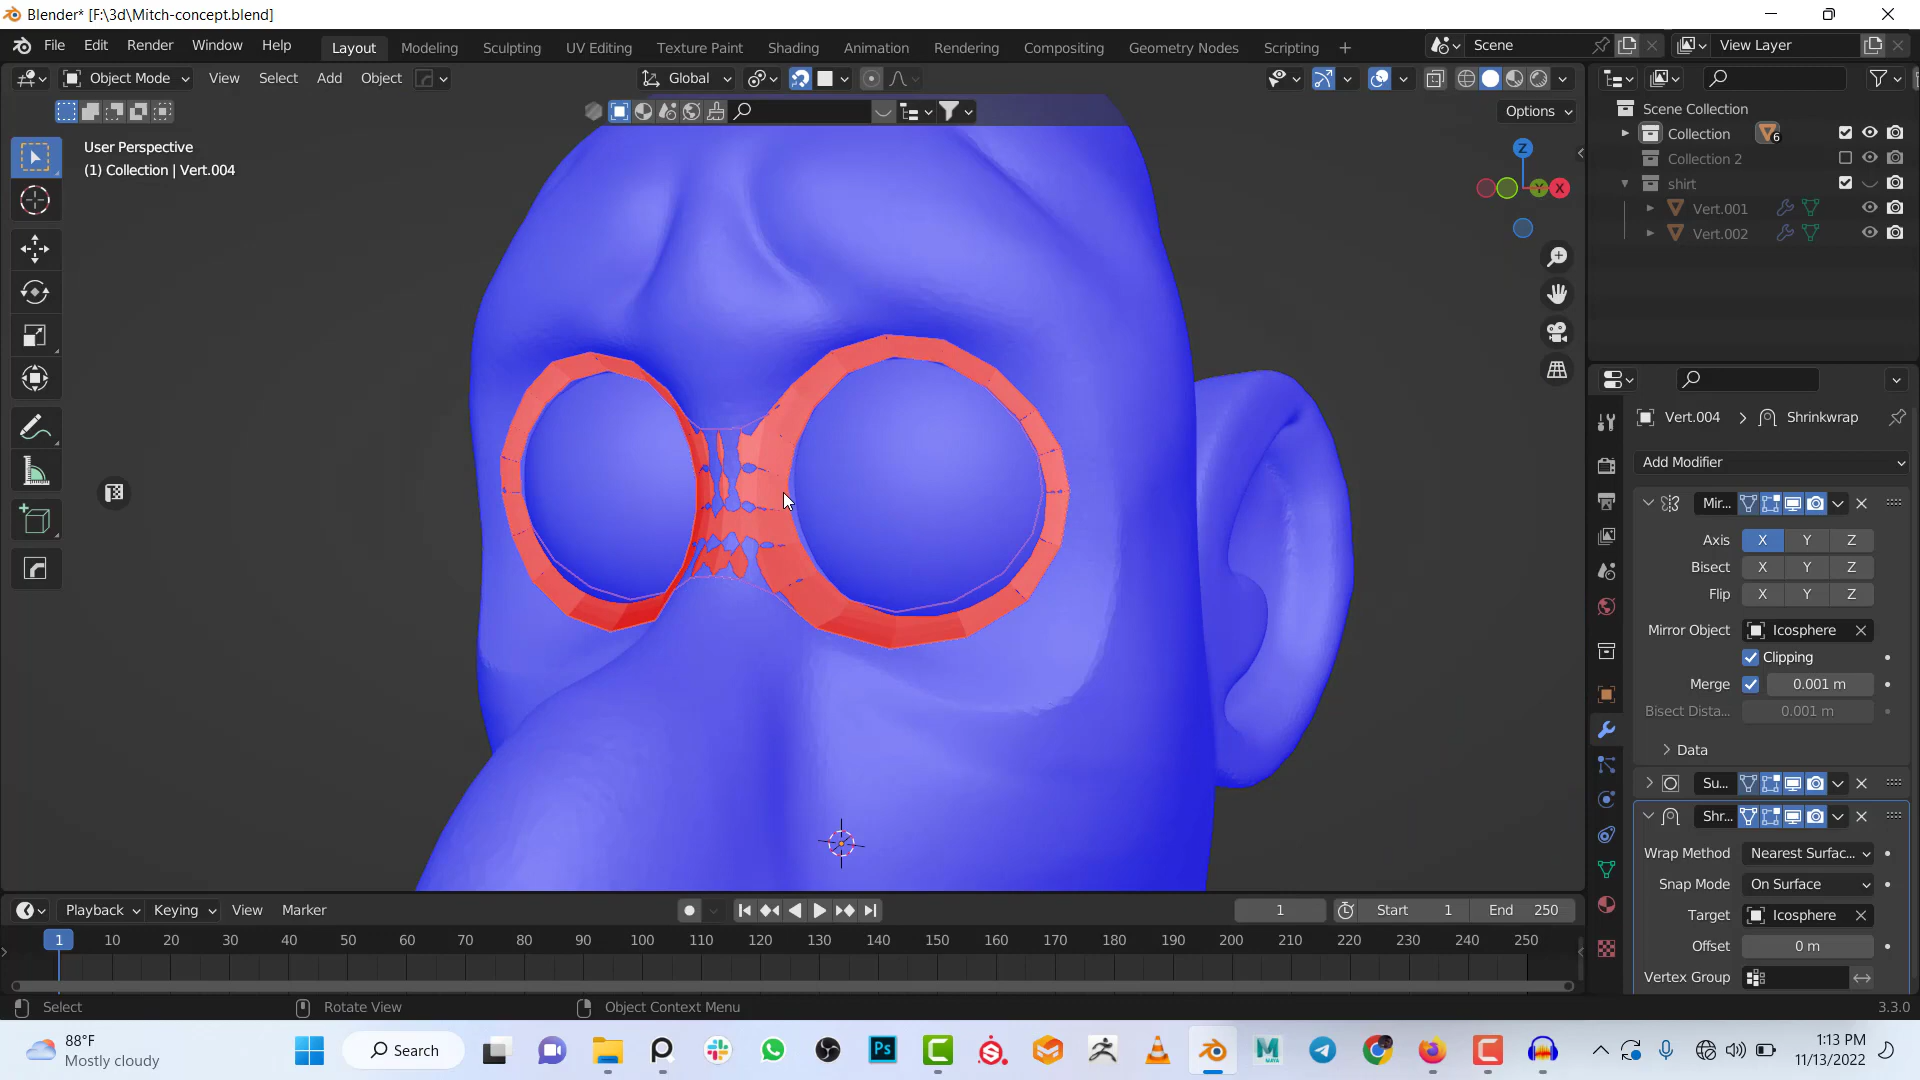 Blender* [F:\3d\Mitch-concept.blend]
File Edit Render Window Help
Layout Modeling Sculpting UV Editing Texture Paint Shading Animation Rendering Compositing Geometry Nodes Scripting +
Scene
View Layer
Object Mode View Select Add Object
Global
Options
User Perspective
(1) Collection | Vert.004
Z
Y
X
Scene Collection
Collection 6
Collection 2
shirt
Vert.001
Vert.002
Vert.004 > Shrinkwrap
Add Modifier
Mir...
Axis X Y Z
Bisect X Y Z
Flip X Y Z
Mirror Object Icosphere
Clipping
Merge 0.001 m
Bisect Dista... 0.001 m
Data
Su...
Shr...
Wrap Method Nearest Surfac...
Snap Mode On Surface
Target Icosphere
Offset 0 m
Vertex Group
Playback Keying View Marker
1 Start 1 End 250
1 10 20 30 40 50 60 70 80 90 100 110 120 130 140 150 160 170 180 190 200 210 220 230 240 250
Select Rotate View Object Context Menu 3.3.0
88°F
Mostly cloudy
Search
Ps
1:13 PM
11/13/2022